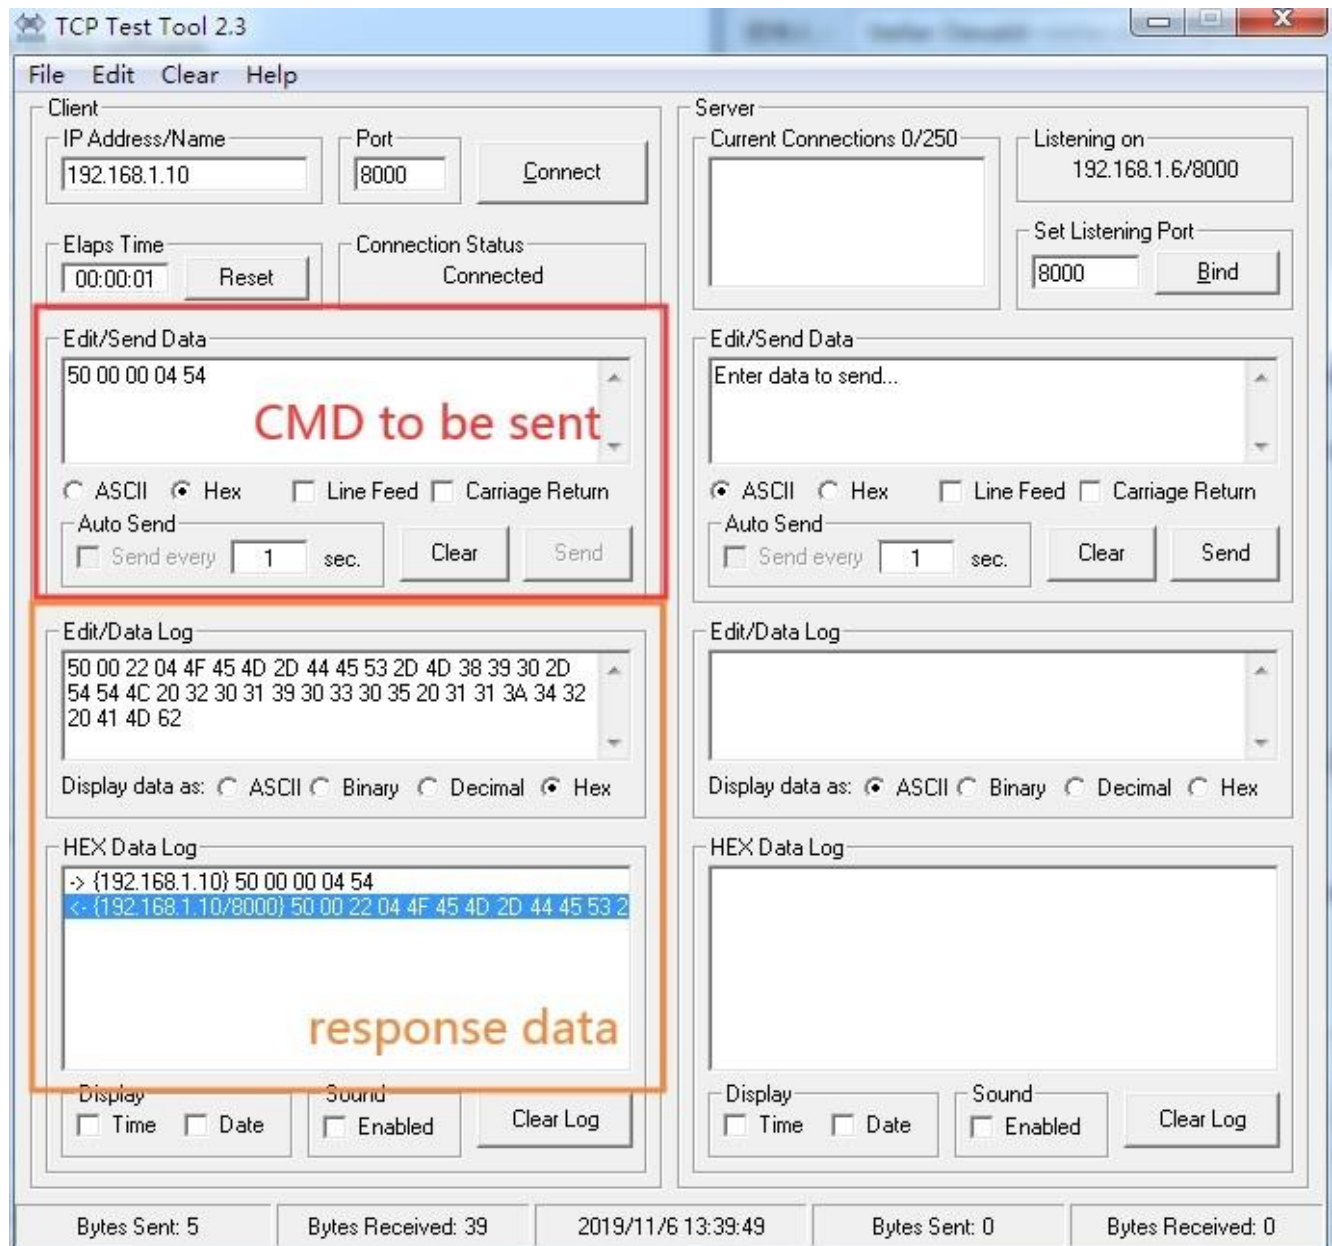 TCP Test Tool 2.3
File Edit Clear Help
Client
IP Address/Name
192.168.1.10
Port
8000
Connect
Elaps Time
00:00:01
Reset
Connection Status
Connected
Edit/Send Data
50 00 00 04 54
CMD to be sent
ASCII Hex Line Feed Carriage Return
Auto Send
Send every 1 sec.
Clear
Send
Edit/Data Log
50 00 22 04 4F 45 4D 2D 44 45 53 2D 4D 38 39 30 2D
54 54 4C 20 32 30 31 39 30 33 30 35 20 31 31 3A 34 32
20 41 4D 62
Display data as: ASCII Binary Decimal Hex
HEX Data Log
-> {192.168.1.10} 50 00 00 04 54
<- {192.168.1.10/8000} 50 00 22 04 4F 45 4D 2D 44 45 53 2
response data
Display
Time Date
Sound
Enabled
Clear Log
Server
Current Connections 0/250
Listening on
192.168.1.6/8000
Set Listening Port
8000
Bind
Edit/Send Data
Enter data to send...
ASCII Hex Line Feed Carriage Return
Auto Send
Send every 1 sec.
Clear
Send
Edit/Data Log
Display data as: ASCII Binary Decimal Hex
HEX Data Log
Display
Time Date
Sound
Enabled
Clear Log
Bytes Sent: 5 Bytes Received: 39 2019/11/6 13:39:49 Bytes Sent: 0 Bytes Received: 0